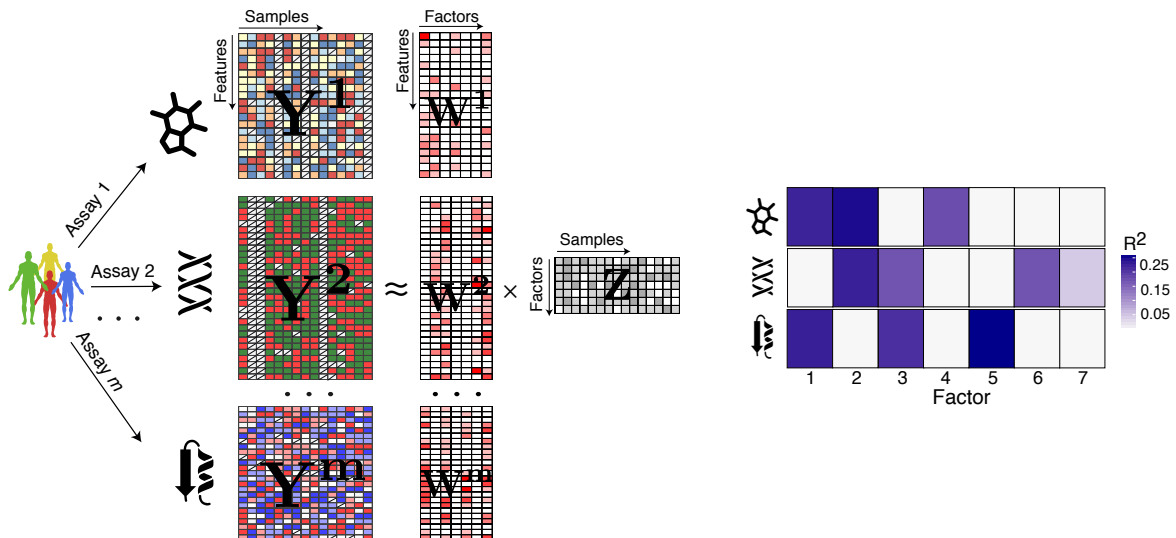 Samples
Features
Y¹
Factors
Features
W¹
Assay 1
Assay 2
. . .
Assay m
Y²
≈
W²
×
Samples
Factors
Z
. . .
. . .
Yᵐ
Wᵐ
R²
0.25
0.15
0.05
1 2 3 4 5 6 7
Factor